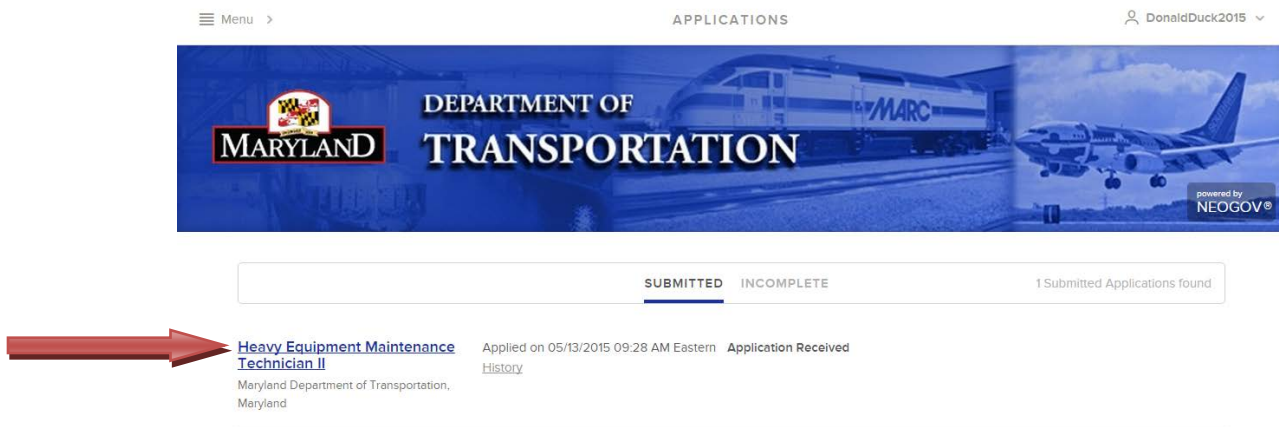 Menu >
APPLICATIONS
DonaldDuck2015
MARYLAND
DEPARTMENT OF
TRANSPORTATION
MARC
powered by
NEOGOV®
SUBMITTED INCOMPLETE 1 Submitted Applications found
Heavy Equipment Maintenance
Technician II
Applied on 05/13/2015 09:28 AM Eastern Application Received
History
Maryland Department of Transportation,
Maryland